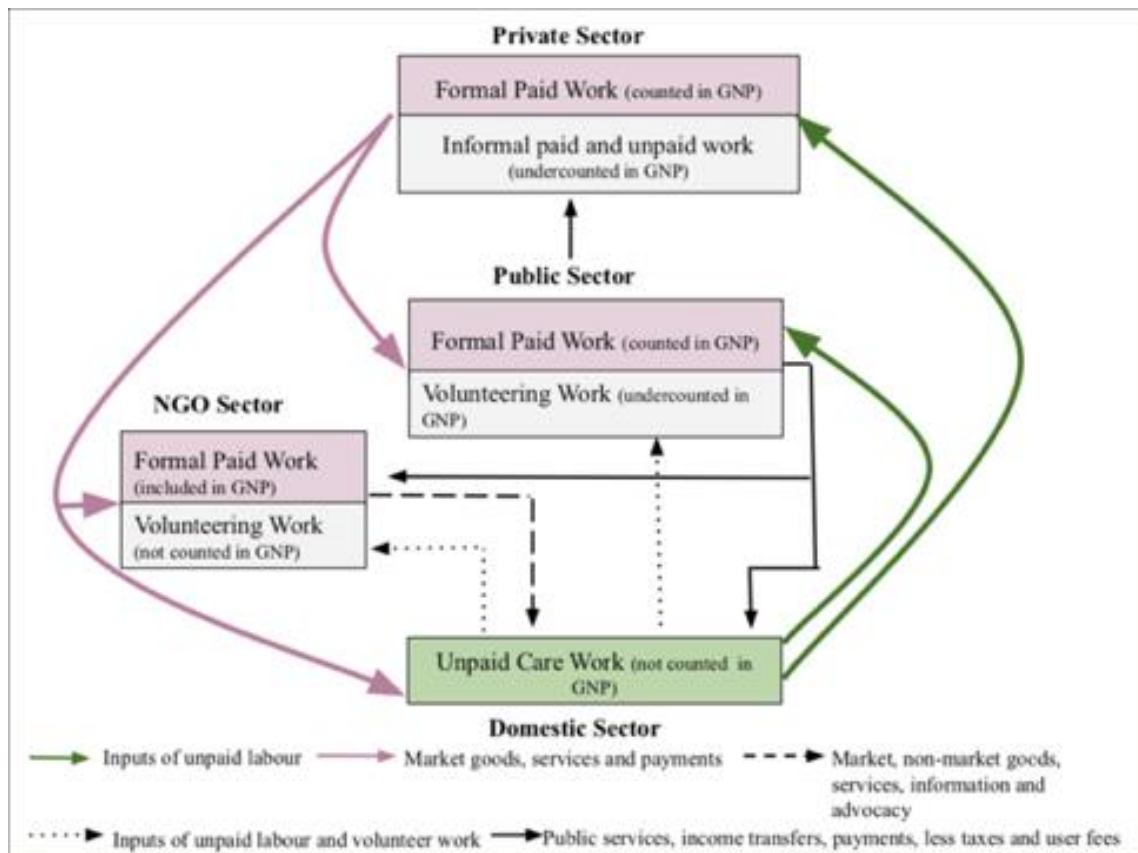 Private Sector
Formal Paid Work (counted in GNP)
Informal paid and unpaid work
(undercounted in GNP)
Public Sector
Formal Paid Work (counted in GNP)
Volunteering Work (undercounted in
GNP)
NGO Sector
Formal Paid Work
(included in GNP)
Volunteering Work
(not counted in GNP)
Unpaid Care Work (not counted in
GNP)
Domestic Sector
Inputs of unpaid labour
Market goods, services and payments
Market, non-market goods,
services, information and
advocacy
Inputs of unpaid labour and volunteer work
Public services, income transfers, payments, less taxes and user fees